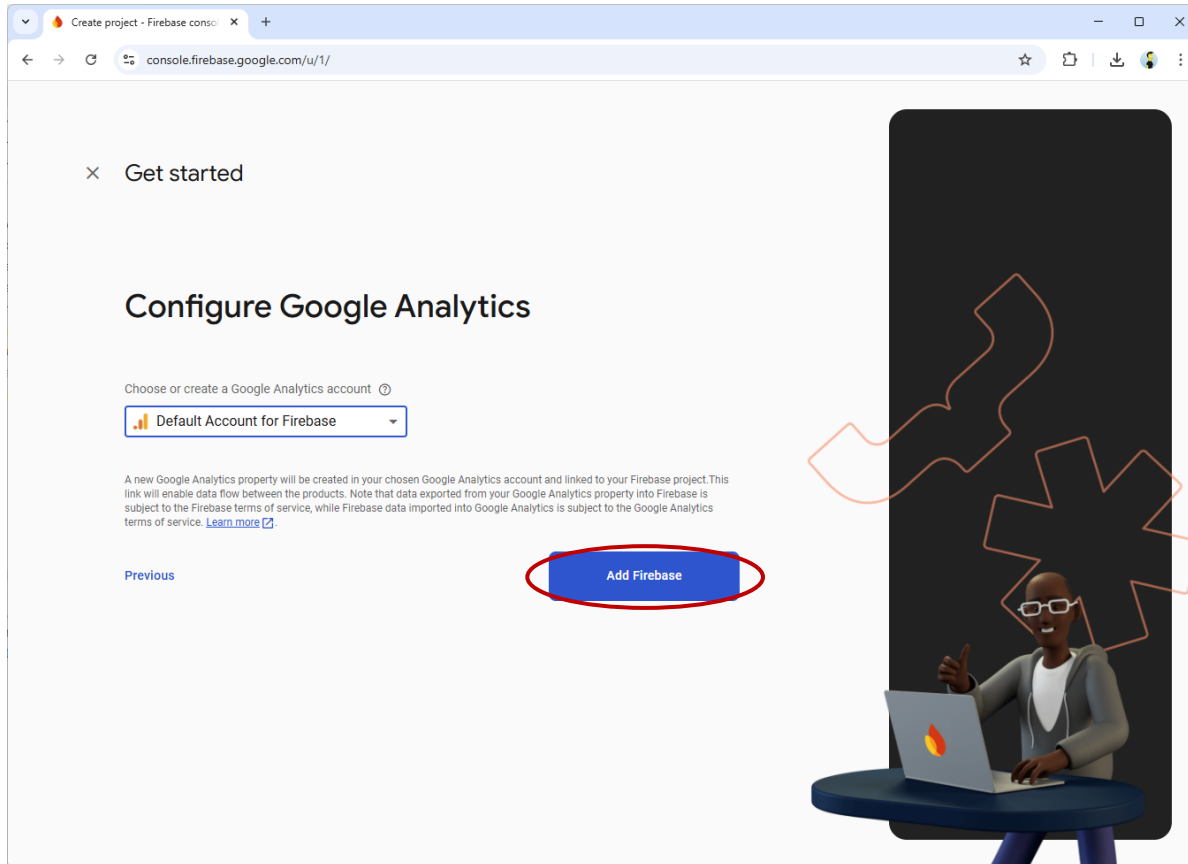 Create project - Firebase consol
console.firebase.google.com/u/1/
Get started
Configure Google Analytics
Choose or create a Google Analytics account
Default Account for Firebase
A new Google Analytics property will be created in your chosen Google Analytics account and linked to your Firebase project.This
link will enable data flow between the products. Note that data exported from your Google Analytics property into Firebase is
subject to the Firebase terms of service, while Firebase data imported into Google Analytics is subject to the Google Analytics
terms of service. Learn more.
Previous
Add Firebase